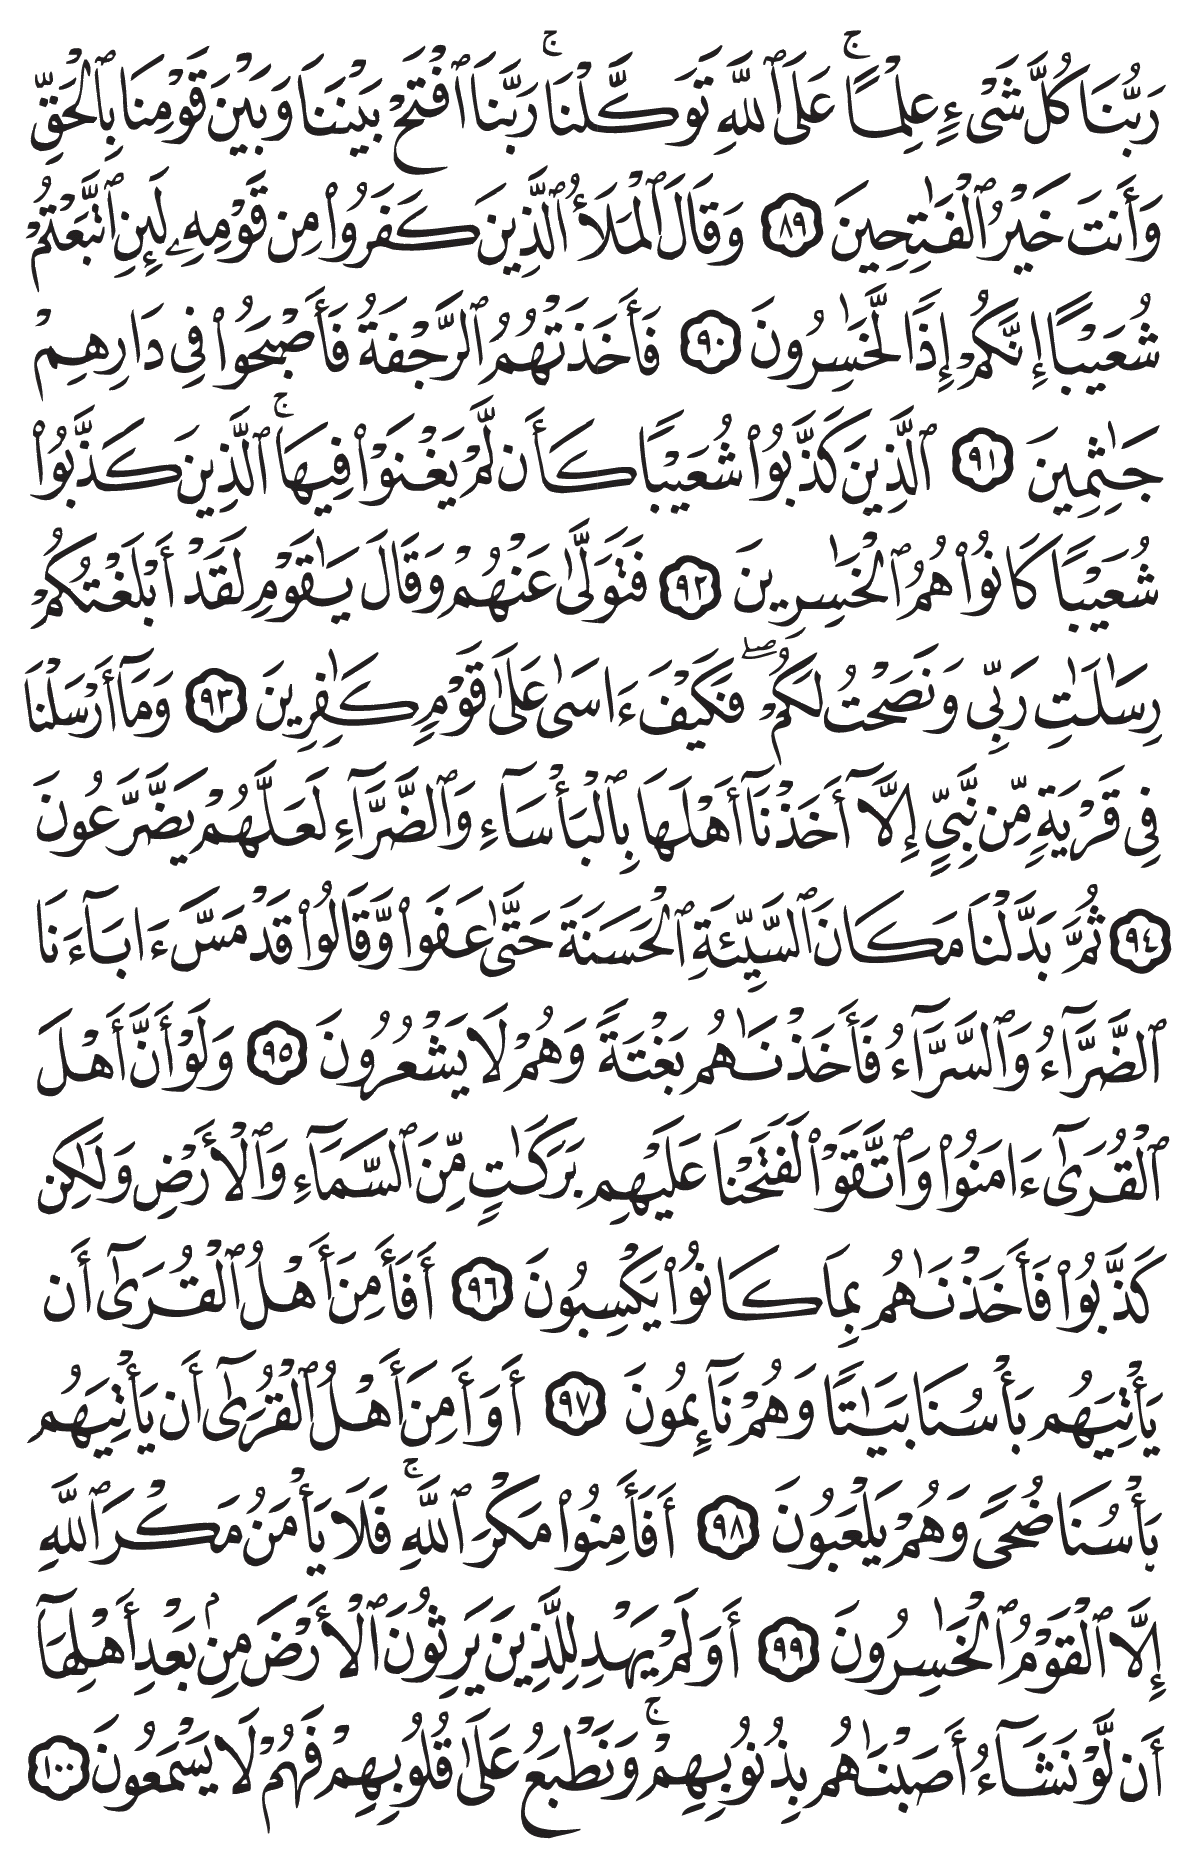 رَبُّنَا كُلَّ شَىْءٍ عِلْمًا ۚ عَلَى ٱللَّهِ تَوَكَّلْنَا ۚ رَبَّنَا ٱفْتَحْ بَيْنَنَا وَبَيْنَ قَوْمِنَا بِٱلْحَقِّ
وَأَنتَ خَيْرُ ٱلْفَـٰتِحِينَ ٨٩ وَقَالَ ٱلْمَلَأُ ٱلَّذِينَ كَفَرُوا۟ مِن قَوْمِهِۦ لَئِنِ ٱتَّبَعْتُمْ
شُعَيْبًا إِنَّكُمْ إِذًا لَّخَـٰسِرُونَ ٩٠ فَأَخَذَتْهُمُ ٱلرَّجْفَةُ فَأَصْبَحُوا۟ فِى دَارِهِمْ
جَـٰثِمِينَ ٩١ ٱلَّذِينَ كَذَّبُوا۟ شُعَيْبًا كَأَن لَّمْ يَغْنَوْا۟ فِيهَا ۚ ٱلَّذِينَ كَذَّبُوا۟
شُعَيْبًا كَانُوا۟ هُمُ ٱلْخَـٰسِرِينَ ٩٢ فَتَوَلَّىٰ عَنْهُمْ وَقَالَ يَـٰقَوْمِ لَقَدْ أَبْلَغْتُكُمْ
رِسَـٰلَـٰتِ رَبِّى وَنَصَحْتُ لَكُمْ ۖ فَكَيْفَ ءَاسَىٰ عَلَىٰ قَوْمٍ كَـٰفِرِينَ ٩٣ وَمَآ أَرْسَلْنَا
فِى قَرْيَةٍ مِّن نَّبِىٍّ إِلَّآ أَخَذْنَآ أَهْلَهَا بِٱلْبَأْسَآءِ وَٱلضَّرَّآءِ لَعَلَّهُمْ يَضَّرَّعُونَ
٩٤ ثُمَّ بَدَّلْنَا مَكَانَ ٱلسَّيِّئَةِ ٱلْحَسَنَةَ حَتَّىٰ عَفَوا۟ وَّقَالُوا۟ قَدْ مَسَّ ءَابَآءَنَا
ٱلضَّرَّآءُ وَٱلسَّرَّآءُ فَأَخَذْنَـٰهُم بَغْتَةً وَهُمْ لَا يَشْعُرُونَ ٩٥ وَلَوْ أَنَّ أَهْلَ
ٱلْقُرَىٰٓ ءَامَنُوا۟ وَٱتَّقَوْا۟ لَفَتَحْنَا عَلَيْهِم بَرَكَـٰتٍ مِّنَ ٱلسَّمَآءِ وَٱلْأَرْضِ وَلَـٰكِن
كَذَّبُوا۟ فَأَخَذْنَـٰهُم بِمَا كَانُوا۟ يَكْسِبُونَ ٩٦ أَفَأَمِنَ أَهْلُ ٱلْقُرَىٰٓ أَن
يَأْتِيَهُم بَأْسُنَا بَيَـٰتًا وَهُمْ نَآئِمُونَ ٩٧ أَوَأَمِنَ أَهْلُ ٱلْقُرَىٰٓ أَن يَأْتِيَهُم
بَأْسُنَا ضُحًى وَهُمْ يَلْعَبُونَ ٩٨ أَفَأَمِنُوا۟ مَكْرَ ٱللَّهِ ۚ فَلَا يَأْمَنُ مَكْرَ ٱللَّهِ
إِلَّا ٱلْقَوْمُ ٱلْخَـٰسِرُونَ ٩٩ أَوَلَمْ يَهْدِ لِلَّذِينَ يَرِثُونَ ٱلْأَرْضَ مِنۢ بَعْدِ أَهْلِهَآ
أَن لَّوْ نَشَآءُ أَصَبْنَـٰهُم بِذُنُوبِهِمْ ۚ وَنَطْبَعُ عَلَىٰ قُلُوبِهِمْ فَهُمْ لَا يَسْمَعُونَ ١٠٠